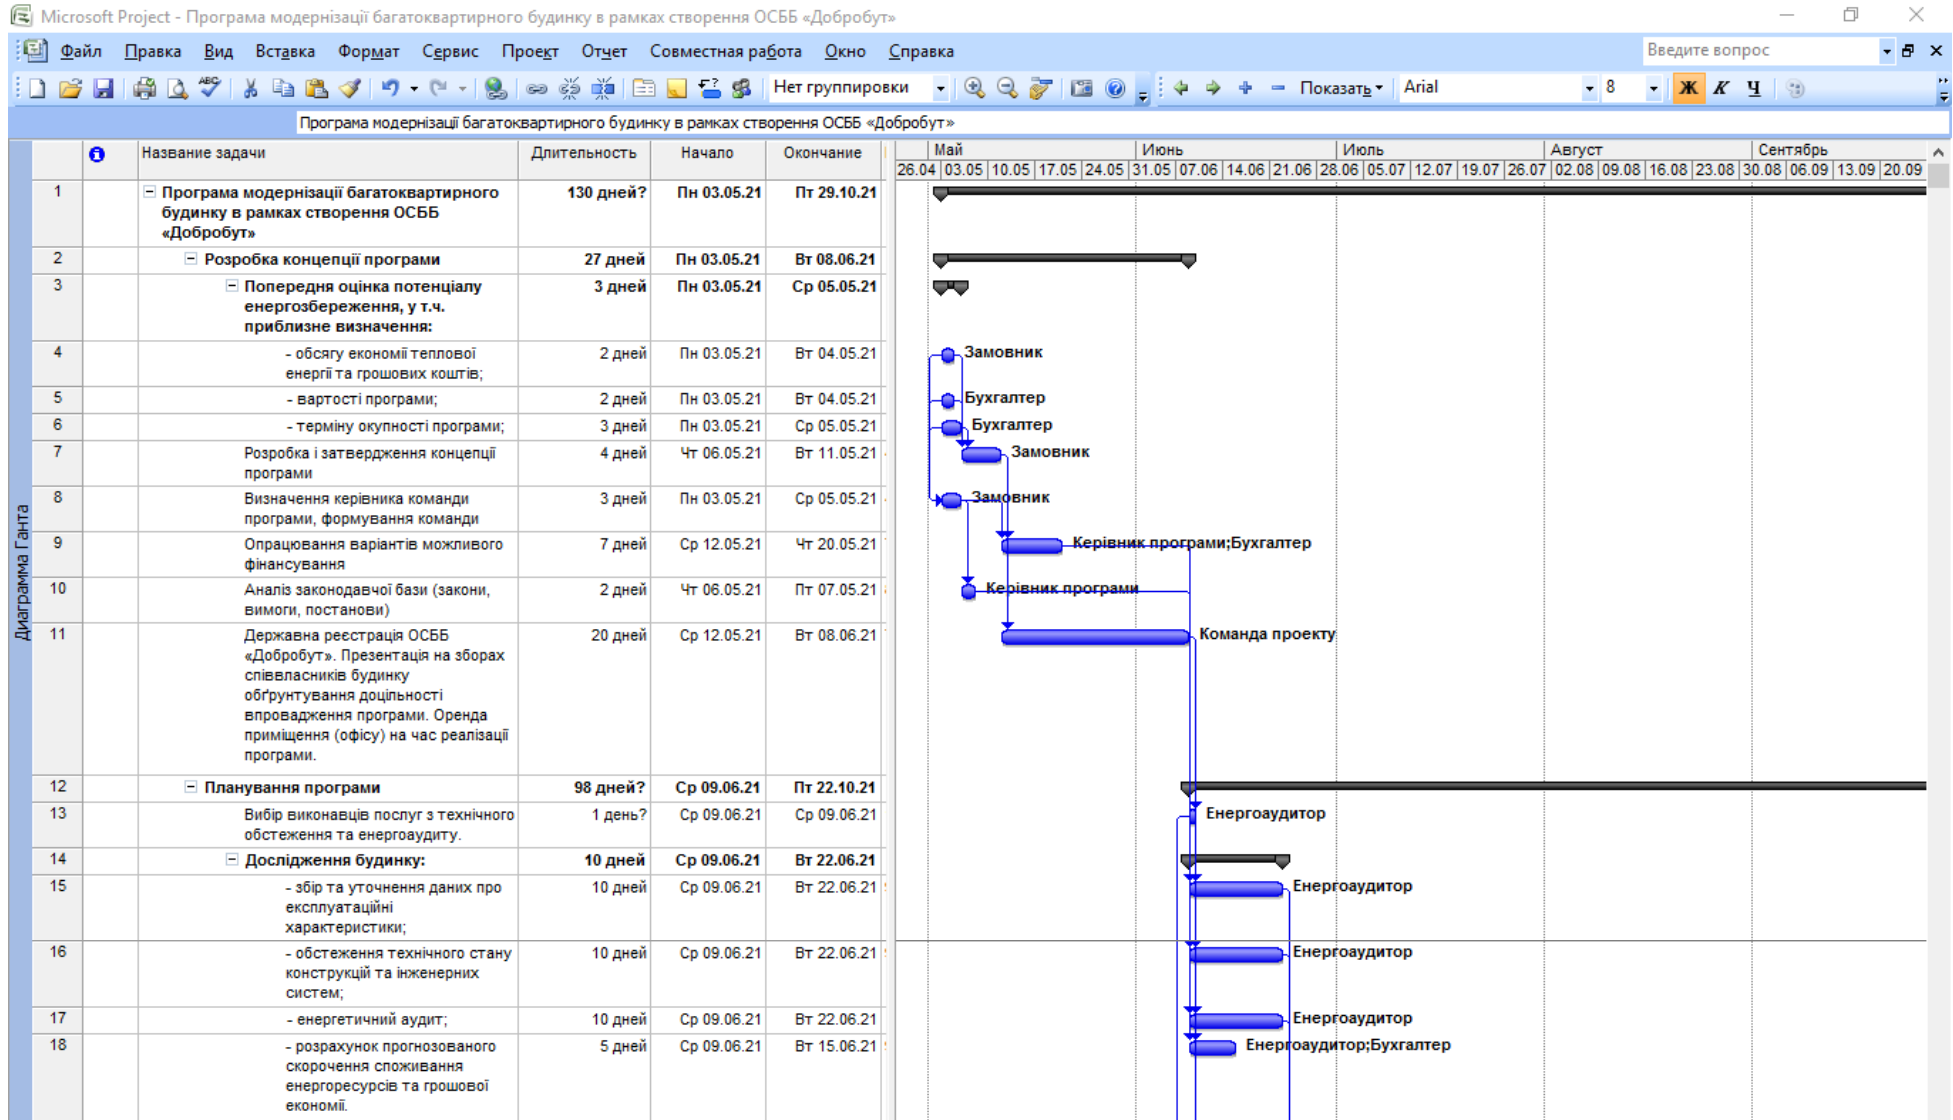 Microsoft Project - Програма модернізації багатоквартирного будинку в рамках створення ОСББ «Добробут»
Файл Правка Вид Вставка Формат Сервис Проект Отчет Совместная работа Окно Справка
Введите вопрос
Нет группировки
Показать
Arial
8
Ж К Ч
Програма модернізації багатоквартирного будинку в рамках створення ОСББ «Добробут»
Название задачи Длительность Начало Окончание
Май Июнь Июль Август Сентябрь
26.04 03.05 10.05 17.05 24.05 31.05 07.06 14.06 21.06 28.06 05.07 12.07 19.07 26.07 02.08 09.08 16.08 23.08 30.08 06.09 13.09 20.09
Диаграмма Ганта
1 Програма модернізації багатоквартирного 130 дней? Пн 03.05.21 Пт 29.10.21
будинку в рамках створення ОСББ
«Добробут»
2 Розробка концепції програми 27 дней Пн 03.05.21 Вт 08.06.21
3 Попередня оцінка потенціалу 3 дней Пн 03.05.21 Ср 05.05.21
енергозбереження, у т.ч.
приблизне визначення:
4 - обсягу економії теплової 2 дней Пн 03.05.21 Вт 04.05.21 Замовник
енергії та грошових коштів;
5 - вартості програми; 2 дней Пн 03.05.21 Вт 04.05.21 Бухгалтер
6 - терміну окупності програми; 3 дней Пн 03.05.21 Ср 05.05.21 Бухгалтер
7 Розробка і затвердження концепції 4 дней Чт 06.05.21 Вт 11.05.21 Замовник
програми
8 Визначення керівника команди 3 дней Пн 03.05.21 Ср 05.05.21 Замовник
програми, формування команди
9 Опрацювання варіантів можливого 7 дней Ср 12.05.21 Чт 20.05.21 Керівник програми;Бухгалтер
фінансування
10 Аналіз законодавчої бази (закони, 2 дней Чт 06.05.21 Пт 07.05.21 Керівник програми
вимоги, постанови)
11 Державна реєстрація ОСББ 20 дней Ср 12.05.21 Вт 08.06.21 Команда проекту
«Добробут». Презентація на зборах
співвласників будинку
обґрунтування доцільності
впровадження програми. Оренда
приміщення (офісу) на час реалізації
програми.
12 Планування програми 98 дней? Ср 09.06.21 Пт 22.10.21
13 Вибір виконавців послуг з технічного 1 день? Ср 09.06.21 Ср 09.06.21 Енергоаудитор
обстеження та енергоаудиту.
14 Дослідження будинку: 10 дней Ср 09.06.21 Вт 22.06.21
15 - збір та уточнення даних про 10 дней Ср 09.06.21 Вт 22.06.21 Енергоаудитор
експлуатаційні
характеристики;
16 - обстеження технічного стану 10 дней Ср 09.06.21 Вт 22.06.21 Енергоаудитор
конструкцій та інженерних
систем;
17 - енергетичний аудит; 10 дней Ср 09.06.21 Вт 22.06.21 Енергоаудитор
18 - розрахунок прогнозованого 5 дней Ср 09.06.21 Вт 15.06.21 Енергоаудитор;Бухгалтер
скорочення споживання
енергоресурсів та грошової
економії.